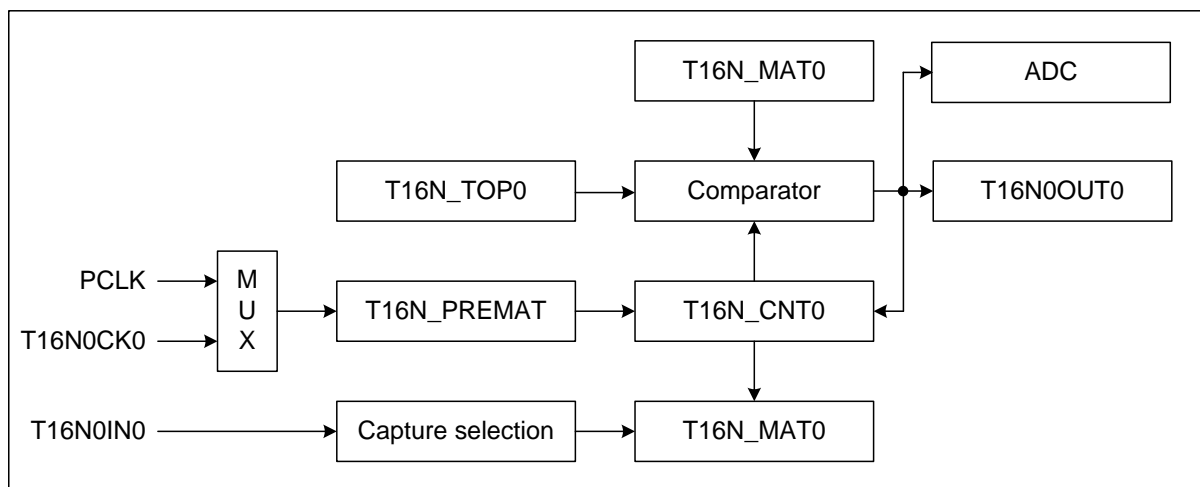 T16N_MAT0
ADC
T16N_TOP0
Comparator
T16N0OUT0
PCLK
T16N0CK0
M
U
X
T16N_PREMAT
T16N_CNT0
T16N0IN0
Capture selection
T16N_MAT0